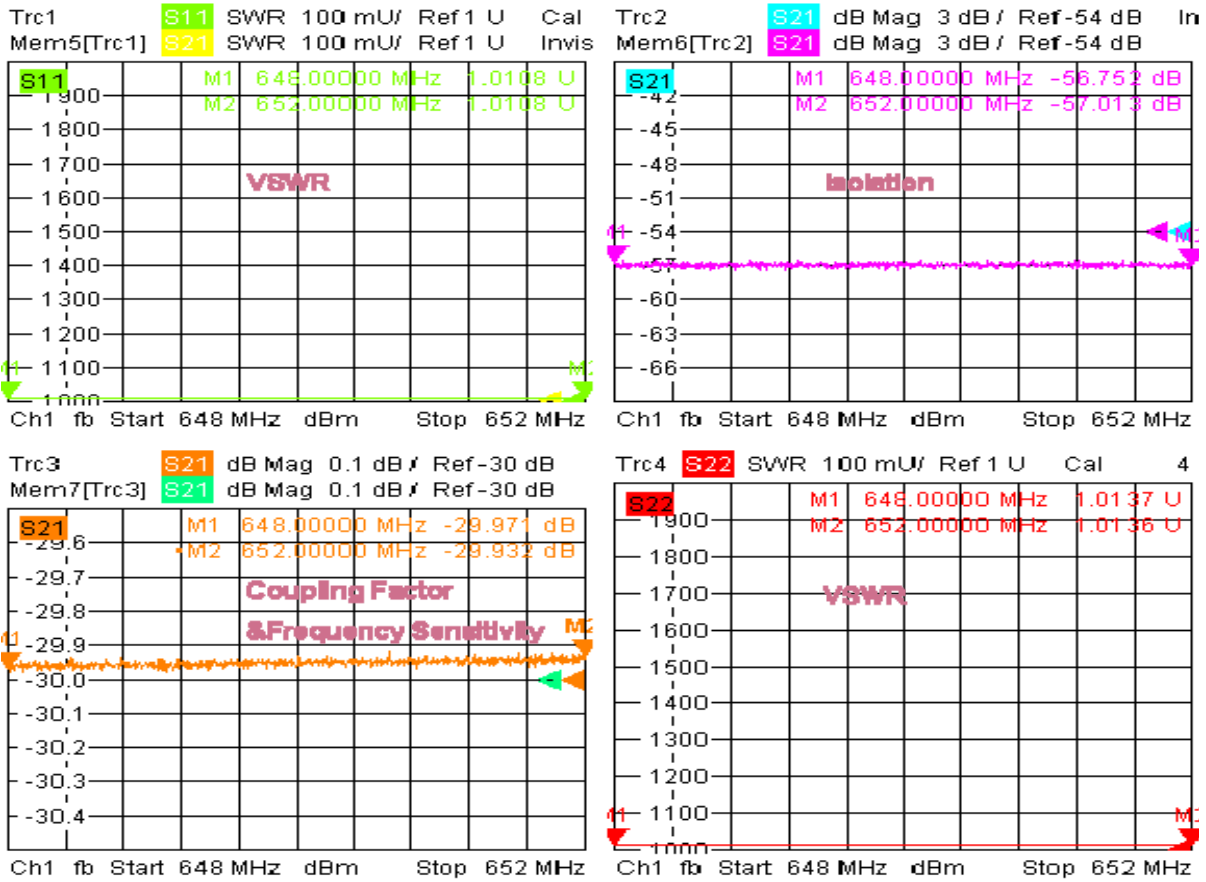 Trc1 S11 SWR 100 mU/ Ref 1 U Cal
Mem5[Trc1] S21 SWR 100 mU/ Ref 1 U Invis
S11
M1 648.00000 MHz 1.0108 U
M2 652.00000 MHz 1.0108 U
1900
1800
1700
VSWR
1600
1500
1400
1300
1200
1100
1000
M1
Ch1 fb Start 648 MHz dBm Stop 652 MHz
Trc2 S21 dB Mag 3 dB / Ref -54 dB In
Mem6[Trc2] S21 dB Mag 3 dB / Ref -54 dB
S21
M1 648.00000 MHz -56.752 dB
M2 652.00000 MHz -57.013 dB
-42
-45
-48
Isolation
-51
-54
-57
-60
-63
-66
Ch1 fb Start 648 MHz dBm Stop 652 MHz
Trc3 S21 dB Mag 0.1 dB / Ref -30 dB
Mem7[Trc3] S21 dB Mag 0.1 dB / Ref -30 dB
S21
M1 648.00000 MHz -29.971 dB
•M2 652.00000 MHz -29.932 dB
-29.6
-29.7
Coupling Factor
-29.8
&Frequency Sensitivity
M2
-29.9
-30.0
-30.1
-30.2
-30.3
-30.4
Ch1 fb Start 648 MHz dBm Stop 652 MHz
Trc4 S22 SWR 100 mU/ Ref 1 U Cal 4
S22
M1 648.00000 MHz 1.0137 U
M2 652.00000 MHz 1.0136 U
1900
1800
1700
VSWR
1600
1500
1400
1300
1200
1100
1000
Ch1 fb Start 648 MHz dBm Stop 652 MHz